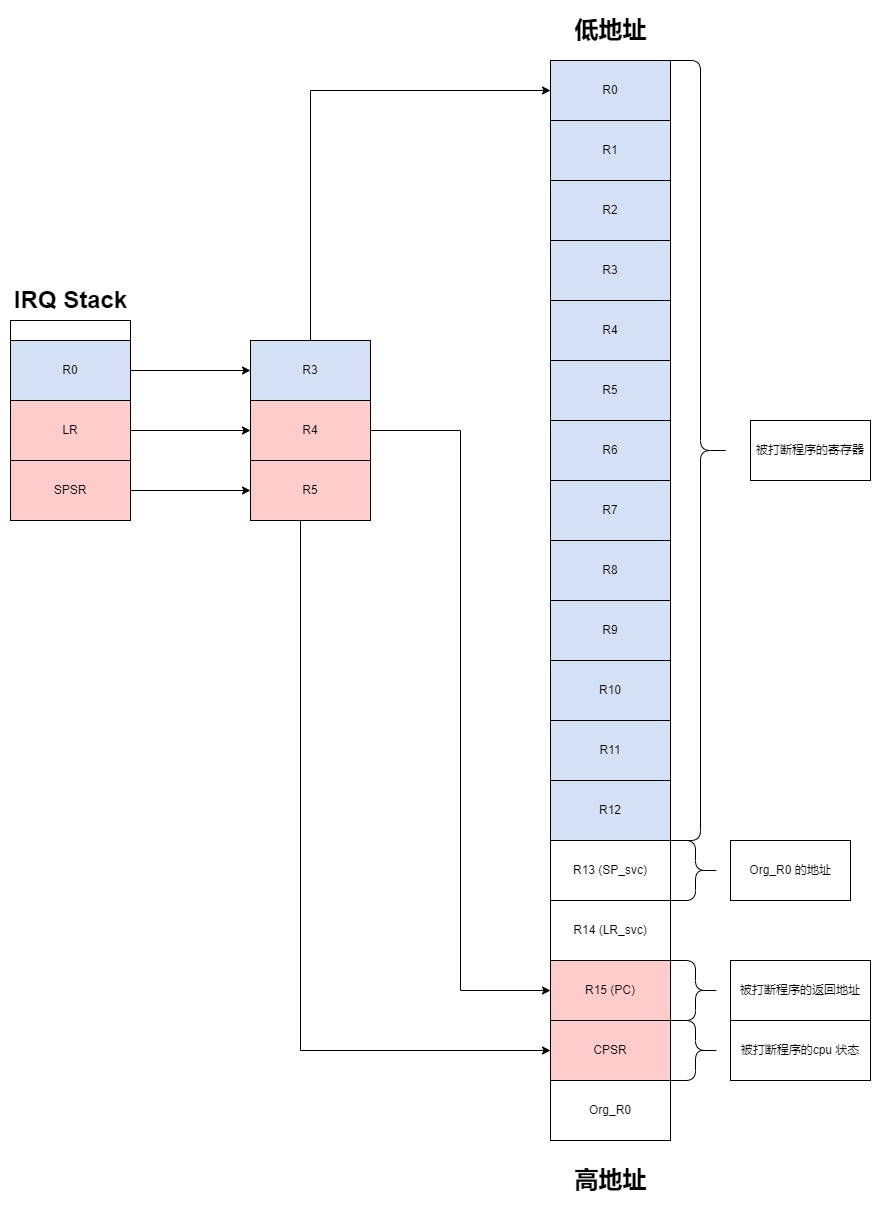 低地址
IRQ Stack
R0
LR
SPSR
R3
R4
R5
R0
R1
R2
R3
R4
R5
R6
R7
R8
R9
R10
R11
R12
R13 (SP_svc)
R14 (LR_svc)
R15 (PC)
CPSR
Org_R0
被打断程序的寄存器
Org_R0 的地址
被打断程序的返回地址
被打断程序的cpu 状态
高地址